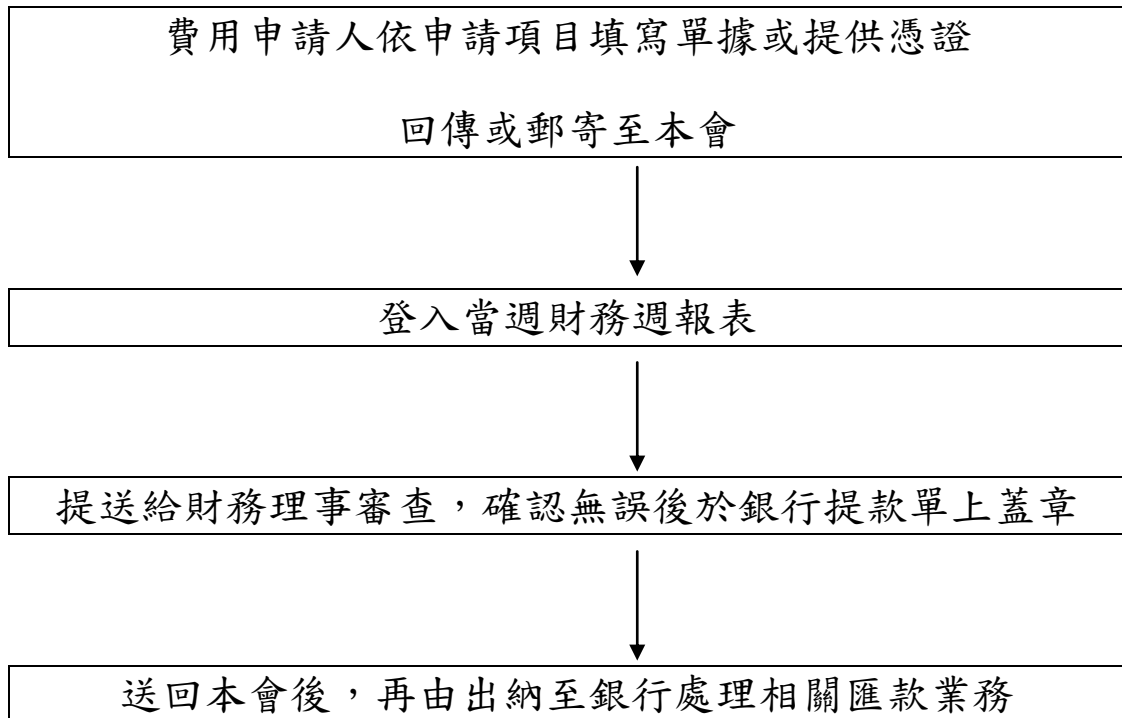 費用申請人依申請項目填寫單據或提供憑證
回傳或郵寄至本會
登入當週財務週報表
提送給財務理事審查，確認無誤後於銀行提款單上蓋章
送回本會後，再由出納至銀行處理相關匯款業務